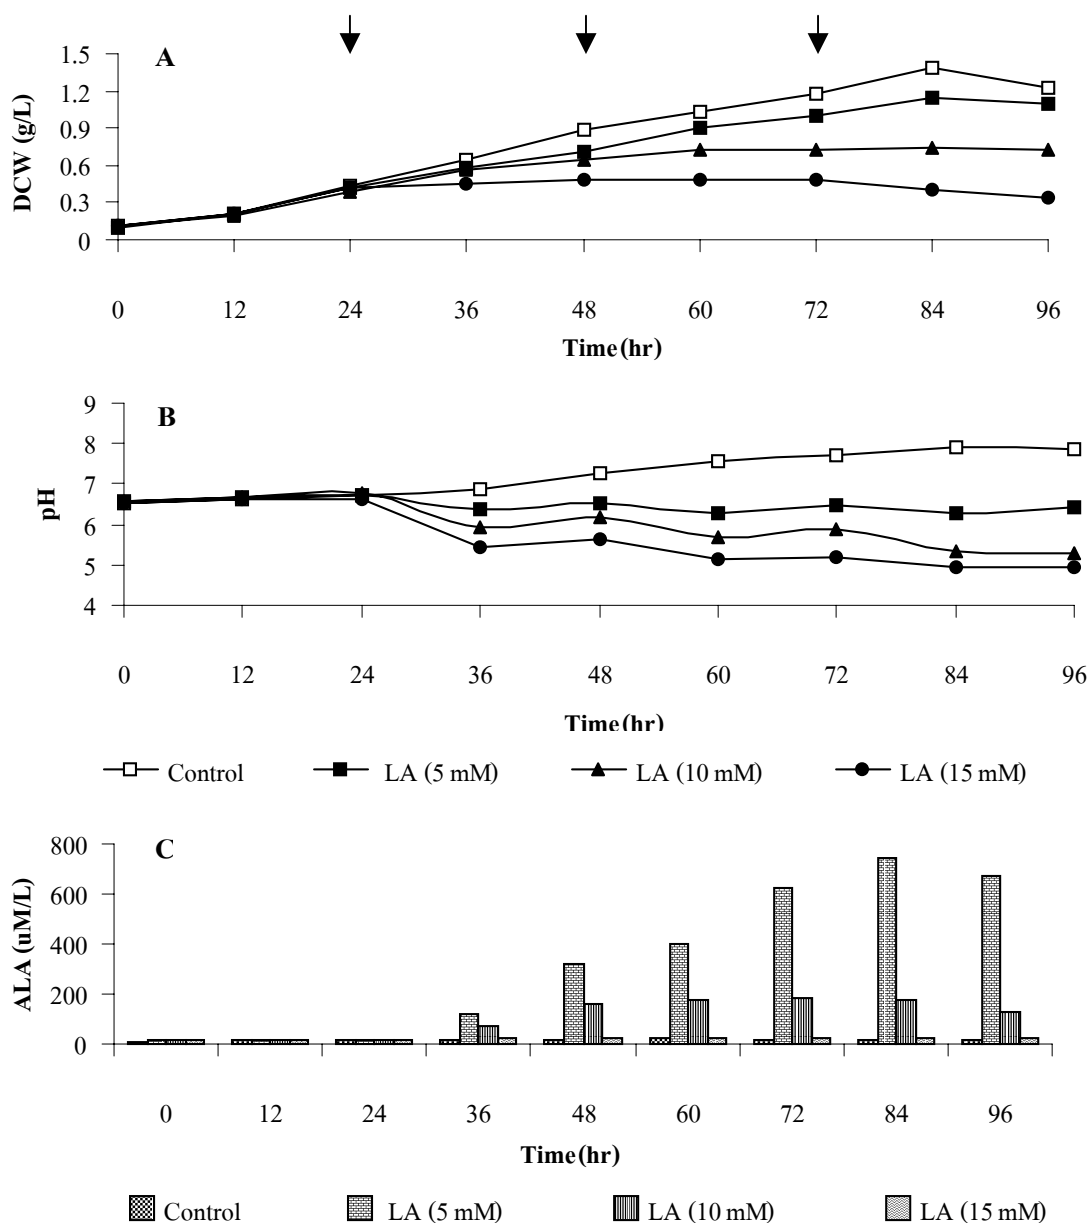 A
DCW (g/L)
1.5
1.2
0.9
0.6
0.3
0
0 12 24 36 48 60 72 84 96
Time (hr)
B
pH
9
8
7
6
5
4
0 12 24 36 48 60 72 84 96
Time (hr)
Control LA (5 mM) LA (10 mM) LA (15 mM)
C
ALA (uM/L)
800
600
400
200
0
0 12 24 36 48 60 72 84 96
Time (hr)
Control LA (5 mM) LA (10 mM) LA (15 mM)